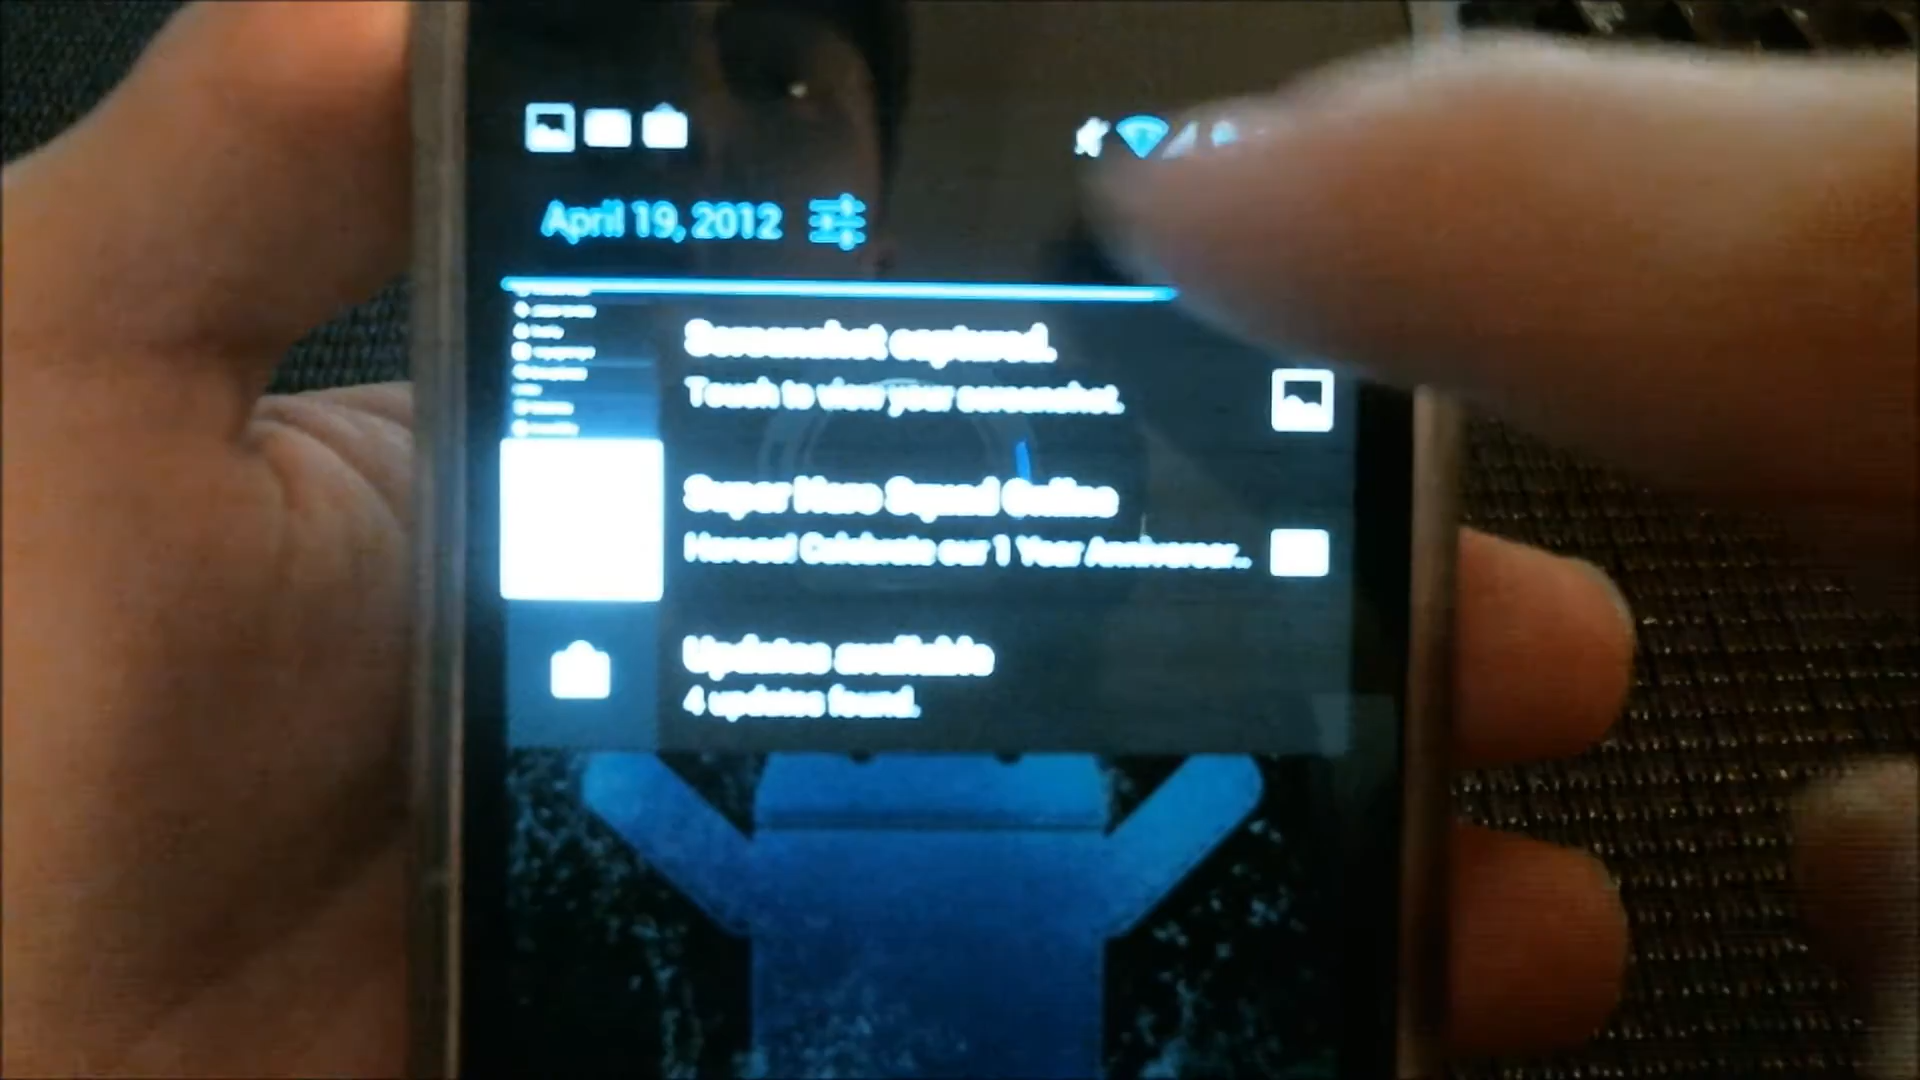 April 19, 2012
Screenshot captured.
Touch to view your screenshot.
Super Hero Squad Online
Heroes! Celebrate our 1 Year Anniversar...
Updates available
4 updates found.